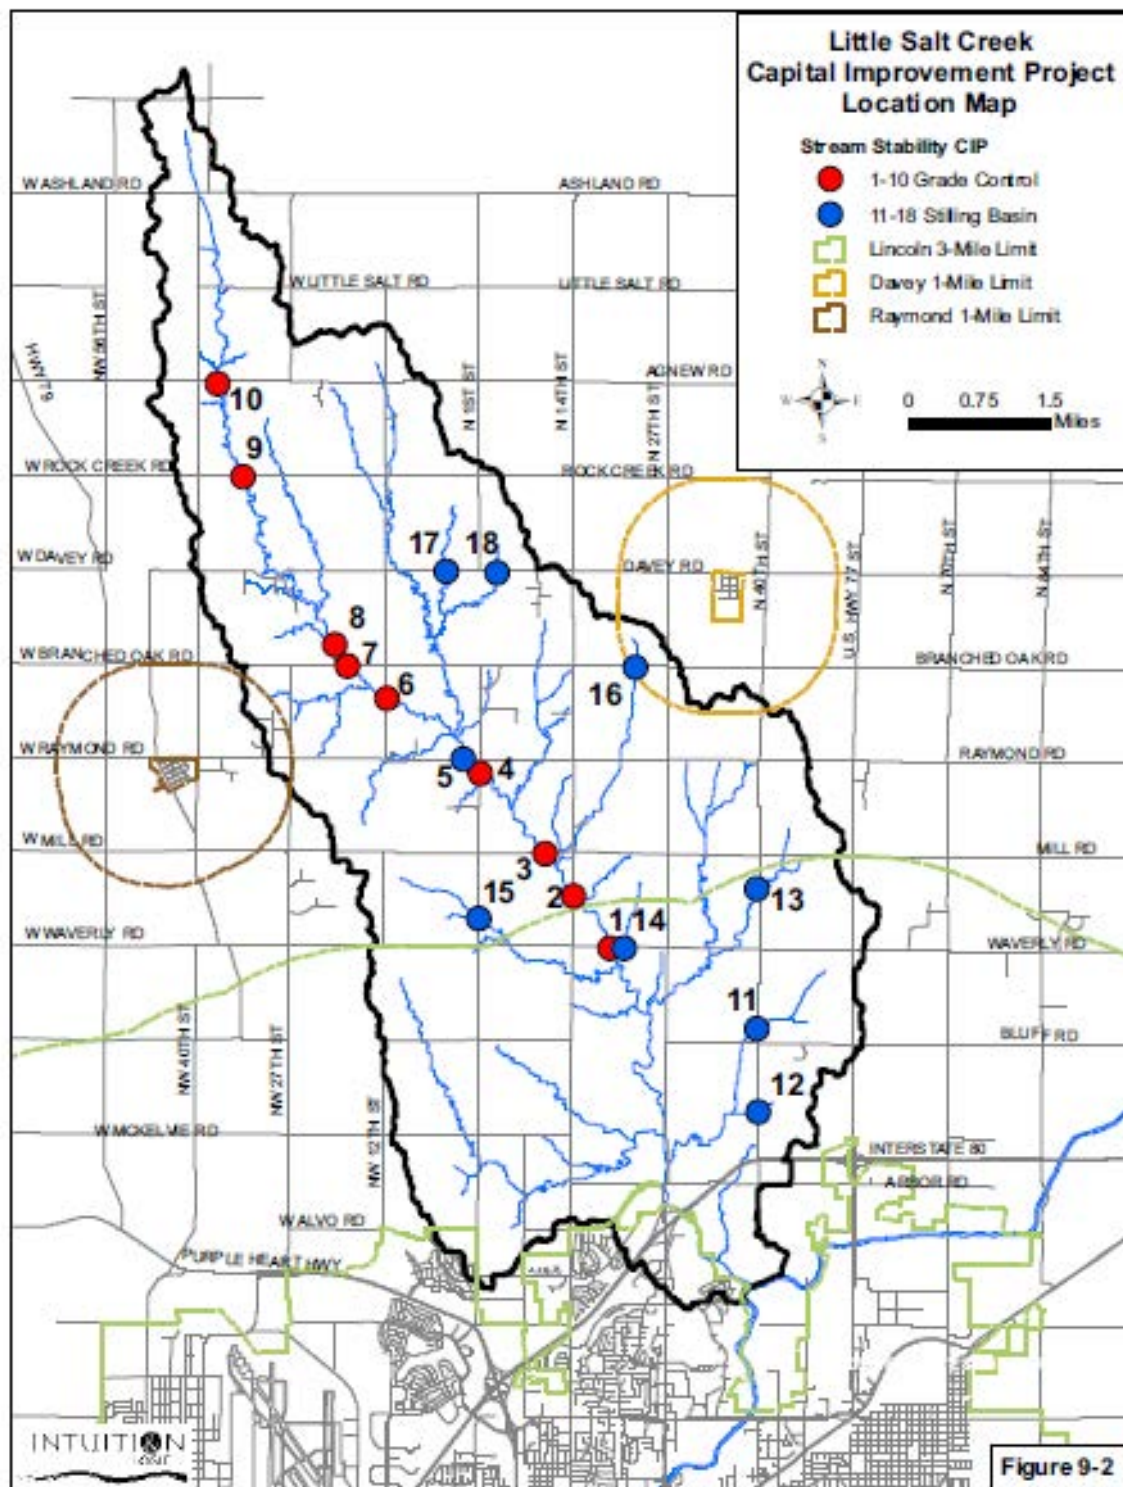 Little Salt Creek
Capital Improvement Project
Location Map
Stream Stability CIP
1-10 Grade Control
11-18 Stilling Basin
Lincoln 3-Mile Limit
Davey 1-Mile Limit
Raymond 1-Mile Limit
N
W E
S
0 0.75 1.5
Miles
W ASHLAND RD
ASHLAND RD
W LITTLE SALT RD
LITTLE SALT RD
NW 56TH ST
HWY 79
N 1ST ST
N 14TH ST
N 27TH ST
AGNEW RD
10
9
W ROCK CREEK RD
ROCK CREEK RD
17 18
W DAVEY RD
DAVEY RD
N 40TH ST
U.S. HWY 77 ST
N 70TH ST
N 84TH ST
8
7
W BRANCHED OAK RD
BRANCHED OAK RD
6
16
W RAYMOND RD
RAYMOND RD
5 4
W MILL RD
MILL RD
3
2
15
13
1 14
W WAVERLY RD
WAVERLY RD
11
BLUFF RD
NW 40TH ST
NW 27TH ST
NW 12TH ST
12
W MCKELVIE RD
INTERSTATE 80
ARBOR RD
W ALVO RD
PURPLE HEART HWY
INTUITION
Figure 9-2